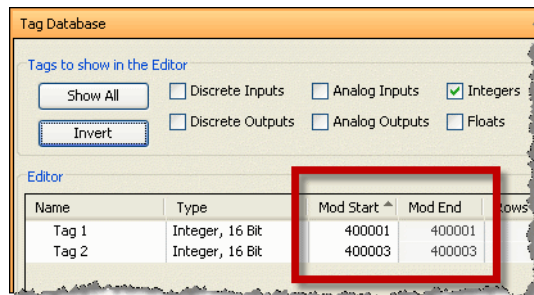 Tag Database
Tags to show in the Editor
Show All Discrete Inputs Analog Inputs Integers
Invert Discrete Outputs Analog Outputs Floats
Editor
Name Type Mod Start Mod End Rows
Tag 1 Integer, 16 Bit 400001 400001
Tag 2 Integer, 16 Bit 400003 400003